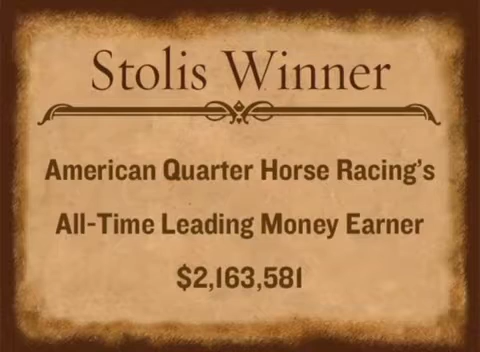 Stolis Winner
American Quarter Horse Racing's
All-Time Leading Money Earner
$2,163,581